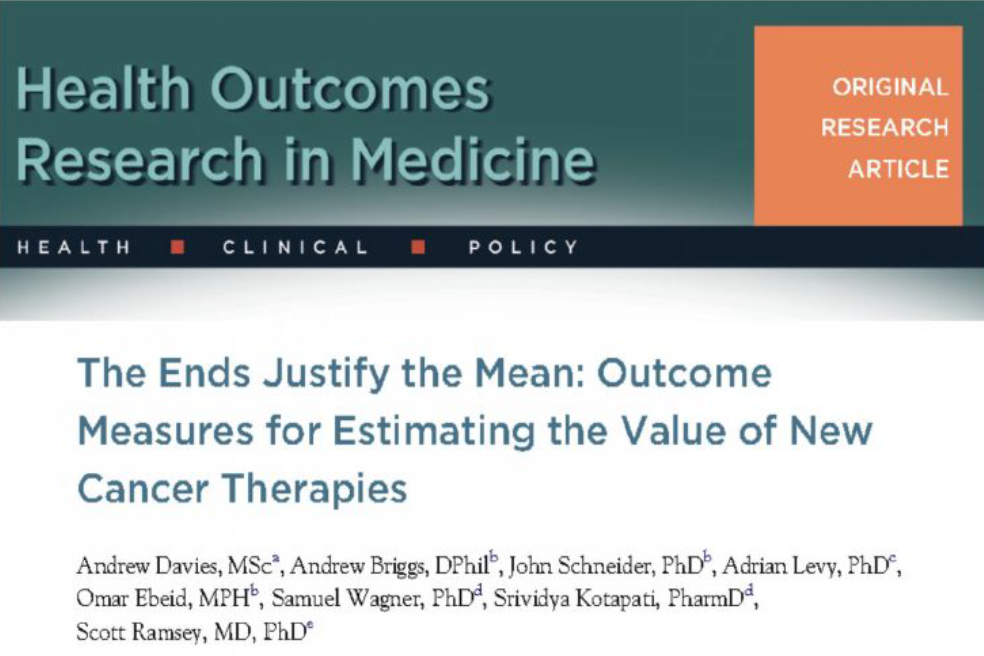 Health Outcomes
Research in Medicine
ORIGINAL
RESEARCH
ARTICLE
HEALTH ■ CLINICAL ■ POLICY
The Ends Justify the Mean: Outcome
Measures for Estimating the Value of New
Cancer Therapies
Andrew Davies, MScᵃ, Andrew Briggs, DPhilᵇ, John Schneider, PhDᵇ, Adrian Levy, PhDᶜ,
Omar Ebeid, MPHᵇ, Samuel Wagner, PhDᵈ, Srividya Kotapati, PharmDᵈ,
Scott Ramsey, MD, PhDᵉ